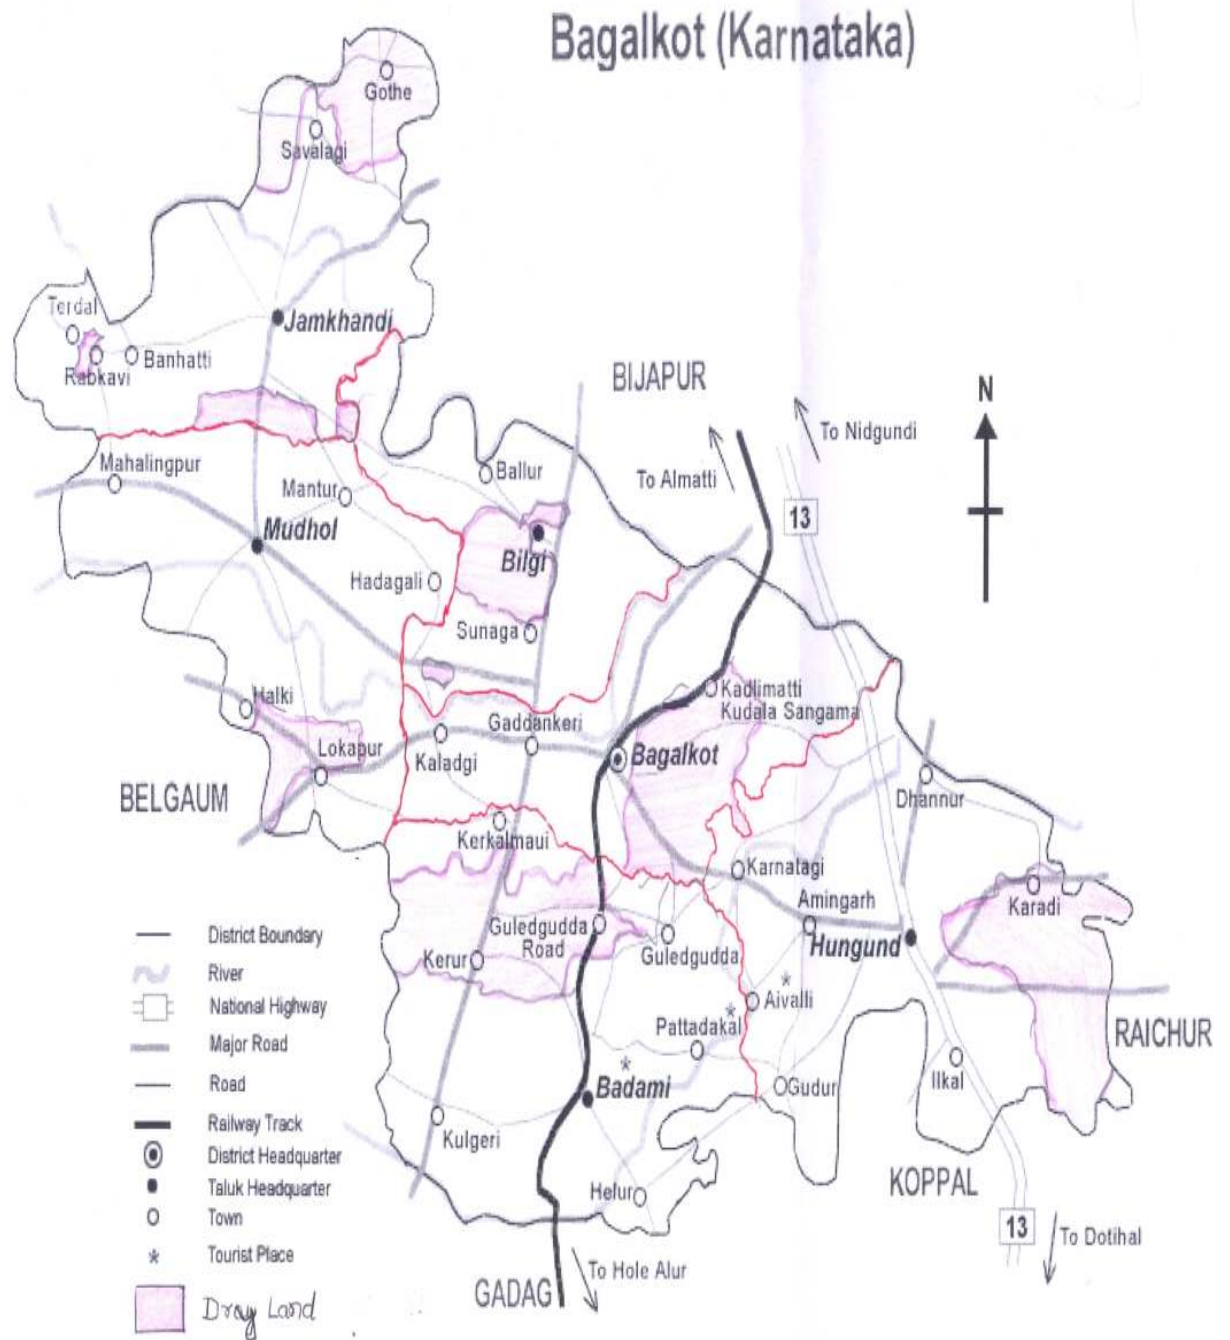 Bagalkot (Karnataka)
Gothe
Savalagi
Terdal
Jamkhandi
Rabkavi
Banhatti
BIJAPUR
N
To Nidgundi
To Almatti
13
Mahalingpur
Mantur
Ballur
Mudhol
Bilgi
Hadagali
Sunaga
Halki
Kadlimatti
Kudala Sangama
Gaddankeri
Lokapur
Kaladgi
Bagalkot
BELGAUM
Dhannur
Kerkalmaui
Karnatagi
Amingarh
Karadi
Guledgudda
Road
Guledgudda
Hungund
Kerur
Aivalli
Pattadakal
RAICHUR
Badami
Gudur
Ilkal
Kulgeri
Helur
KOPPAL
13
To Dotihal
To Hole Alur
GADAG
District Boundary
River
National Highway
Major Road
Road
Railway Track
District Headquarter
Taluk Headquarter
Town
Tourist Place
Dray Land